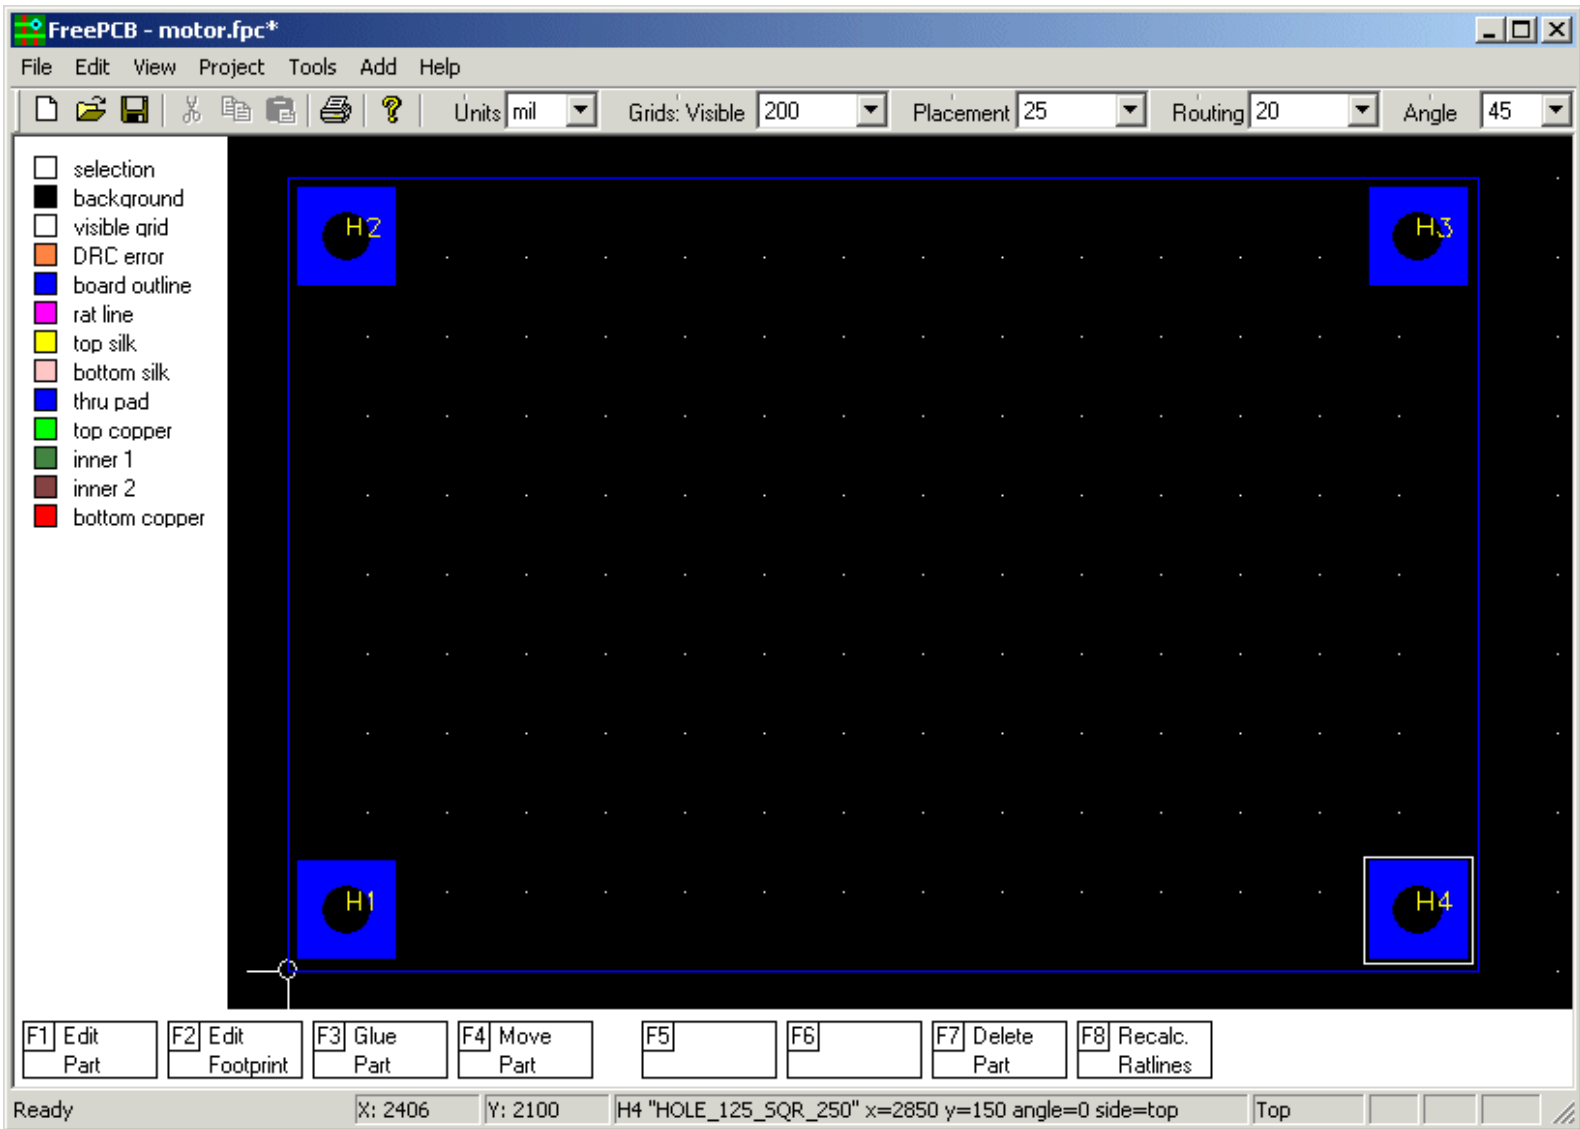 FreePCB - motor.fpc*
File Edit View Project Tools Add Help
Units mil Grids: Visible 200 Placement 25 Routing 20 Angle 45
selection
background
visible grid
DRC error
board outline
rat line
top silk
bottom silk
thru pad
top copper
inner 1
inner 2
bottom copper
H2 H3
H1 H4
F1 Edit Part
F2 Edit Footprint
F3 Glue Part
F4 Move Part
F5
F6
F7 Delete Part
F8 Recalc. Ratlines
Ready X: 2406 Y: 2100 H4 "HOLE_125_SQR_250" x=2850 y=150 angle=0 side=top Top